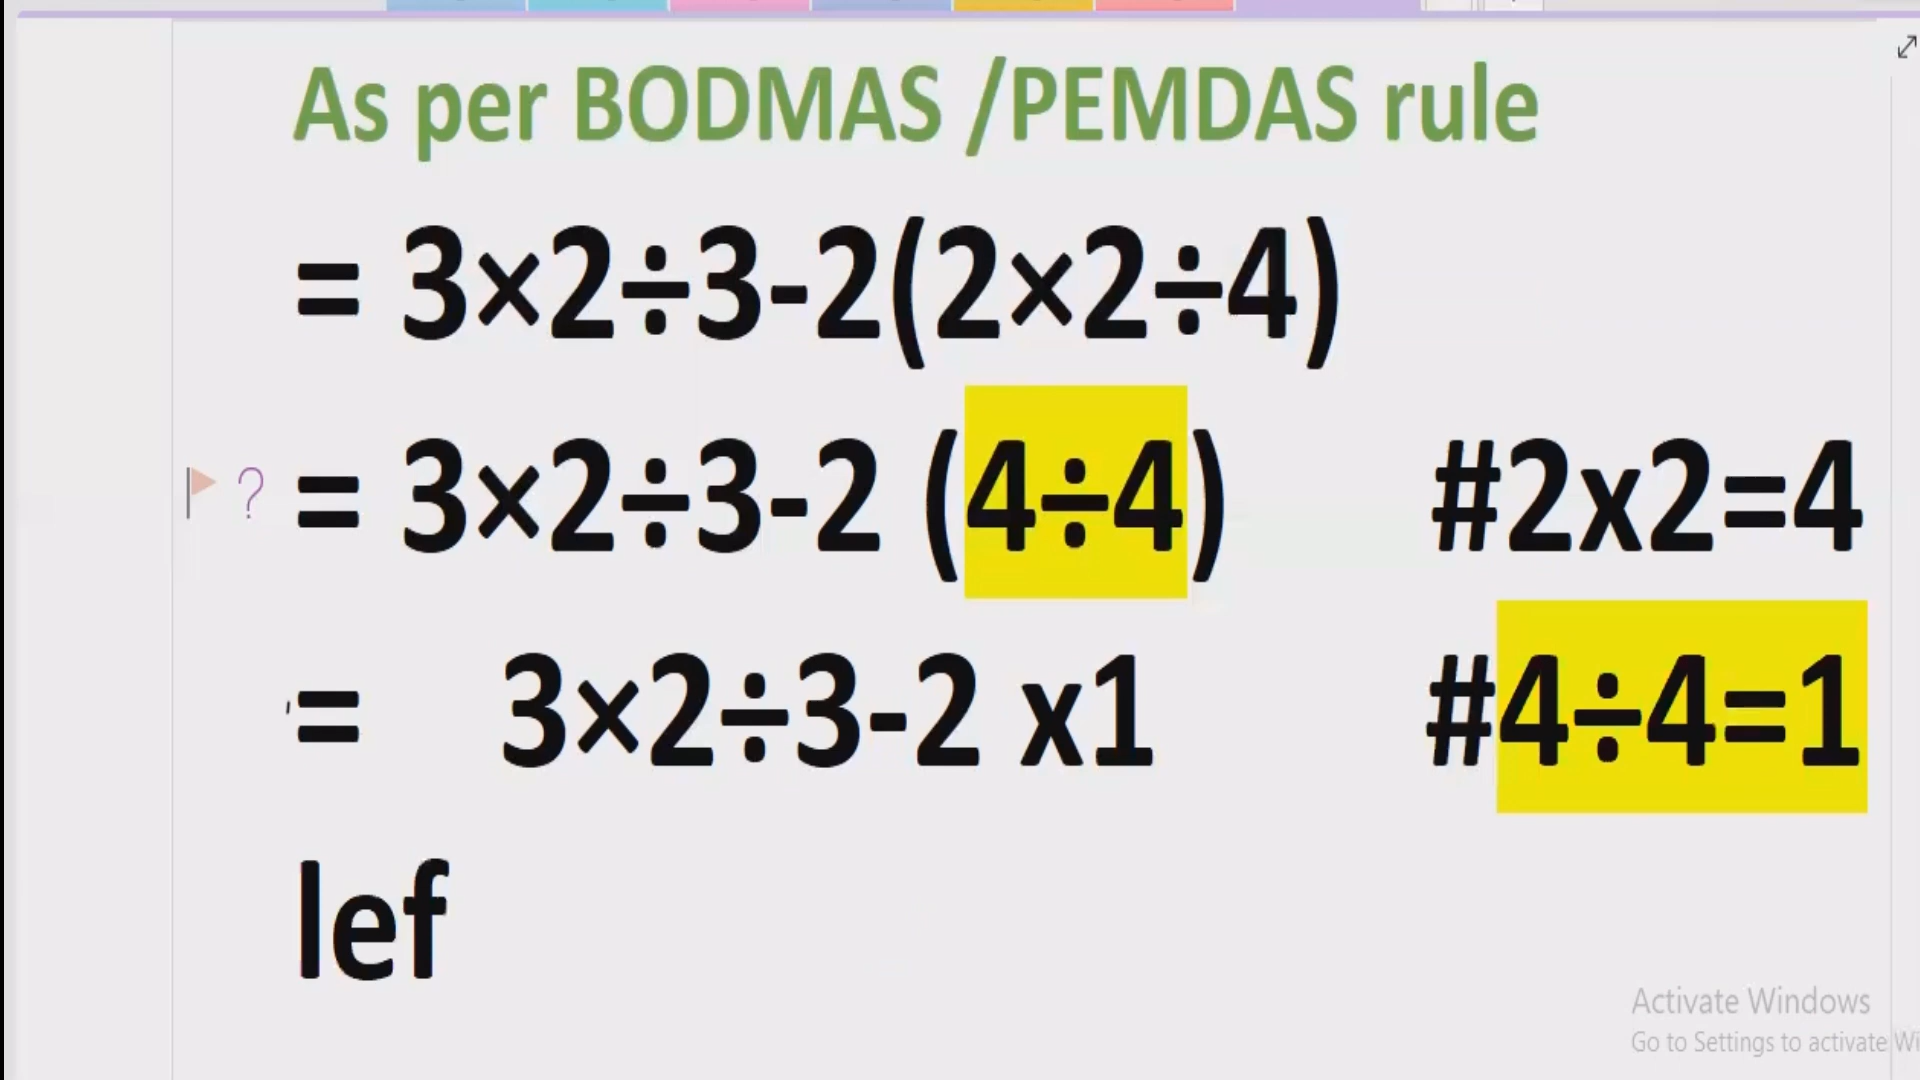 As per BODMAS /PEMDAS rule
= 3×2÷3-2(2×2÷4)
? = 3×2÷3-2 (4÷4) #2x2=4
= 3×2÷3-2 x1 #4÷4=1
lef
Activate Windows
Go to Settings to activate Wi